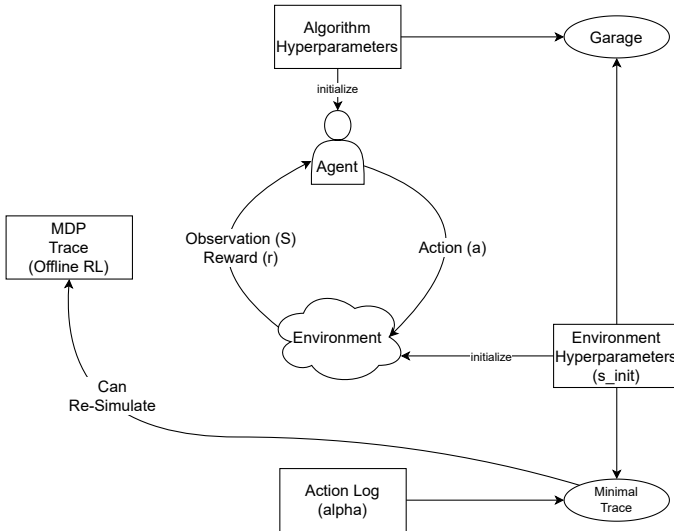 Algorithm
Hyperparameters
Garage
initialize
Agent
MDP
Trace
(Offline RL)
Observation (S)
Reward (r)
Action (a)
Environment
initialize
Environment
Hyperparameters
(s_init)
Can
Re-Simulate
Action Log
(alpha)
Minimal
Trace